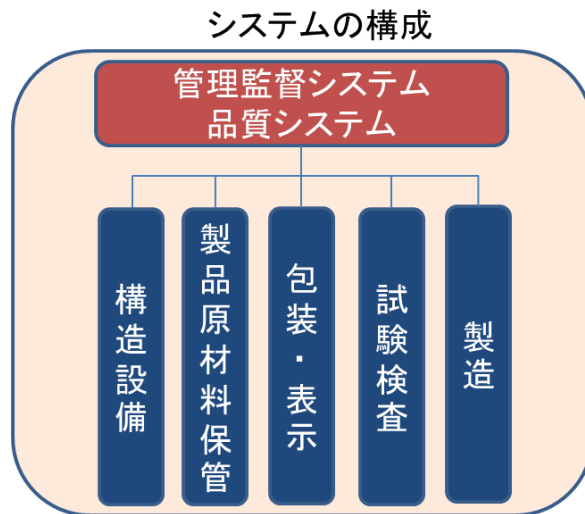 システムの構成
管理監督システム
品質システム
構造設備
製品原材料保管
包装・表示
試験検査
製造